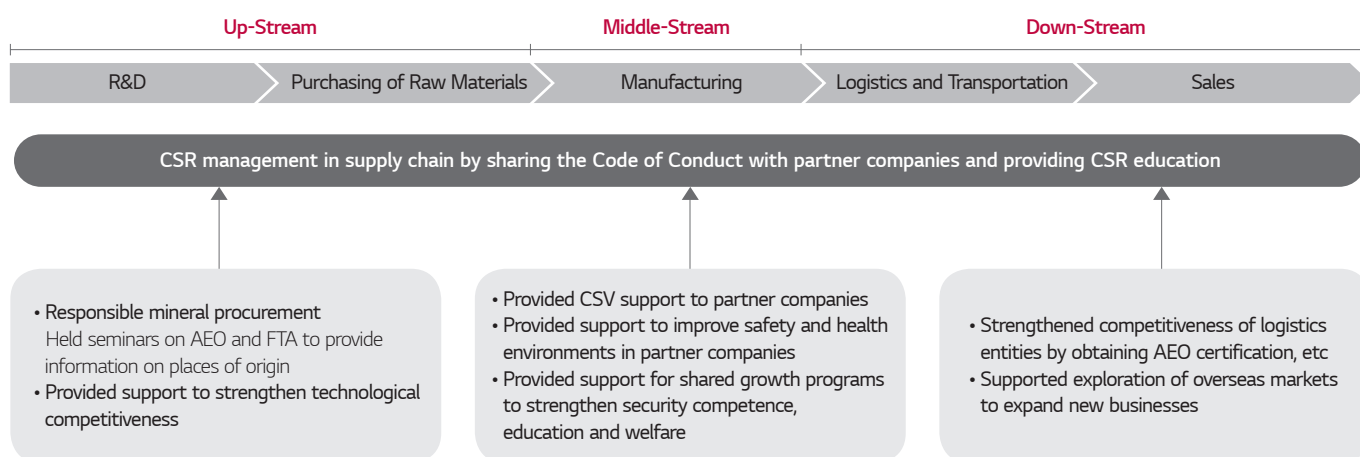 Up-Stream
Middle-Stream
Down-Stream
R&D
Purchasing of Raw Materials
Manufacturing
Logistics and Transportation
Sales
CSR management in supply chain by sharing the Code of Conduct with partner companies and providing CSR education
• Responsible mineral procurement
Held seminars on AEO and FTA to provide
information on places of origin
• Provided support to strengthen technological
competitiveness
• Provided CSV support to partner companies
• Provided support to improve safety and health
environments in partner companies
• Provided support for shared growth programs
to strengthen security competence,
education and welfare
• Strengthened competitiveness of logistics
entities by obtaining AEO certification, etc
• Supported exploration of overseas markets
to expand new businesses